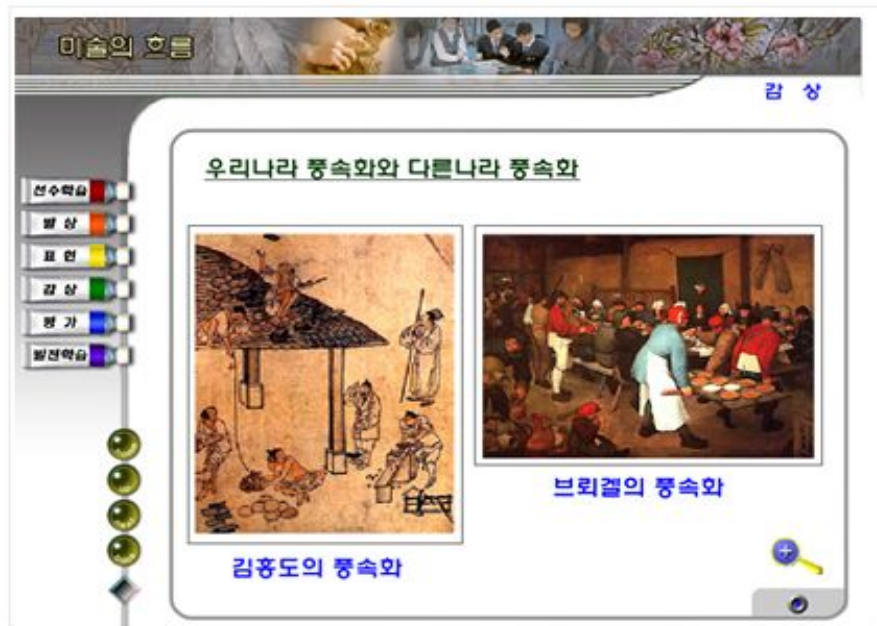 미술의 흐름
감 상
우리나라 풍속화와 다른나라 풍속화
선수학습
발 상
표 현
감 상
평 가
발전학습
브뢰겔의 풍속화
김홍도의 풍속화